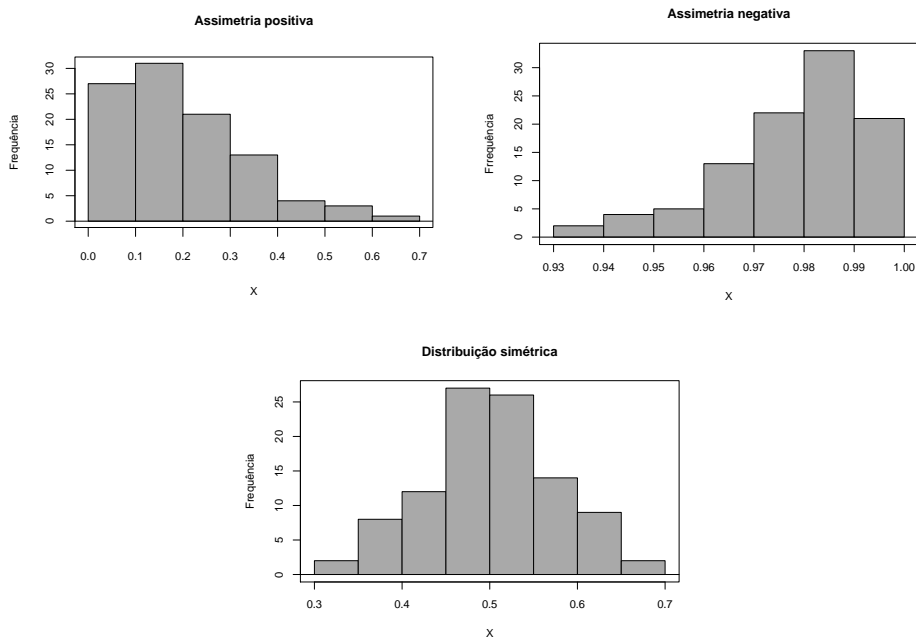 Assimetria positiva
Frequência
0 5 10 15 20 25 30
0.0 0.1 0.2 0.3 0.4 0.5 0.6 0.7
X
Assimetria negativa
Frrequência
0 5 10 15 20 25 30
0.93 0.94 0.95 0.96 0.97 0.98 0.99 1.00
X
Distribuição simétrica
Frequência
0 5 10 15 20 25
0.3 0.4 0.5 0.6 0.7
X